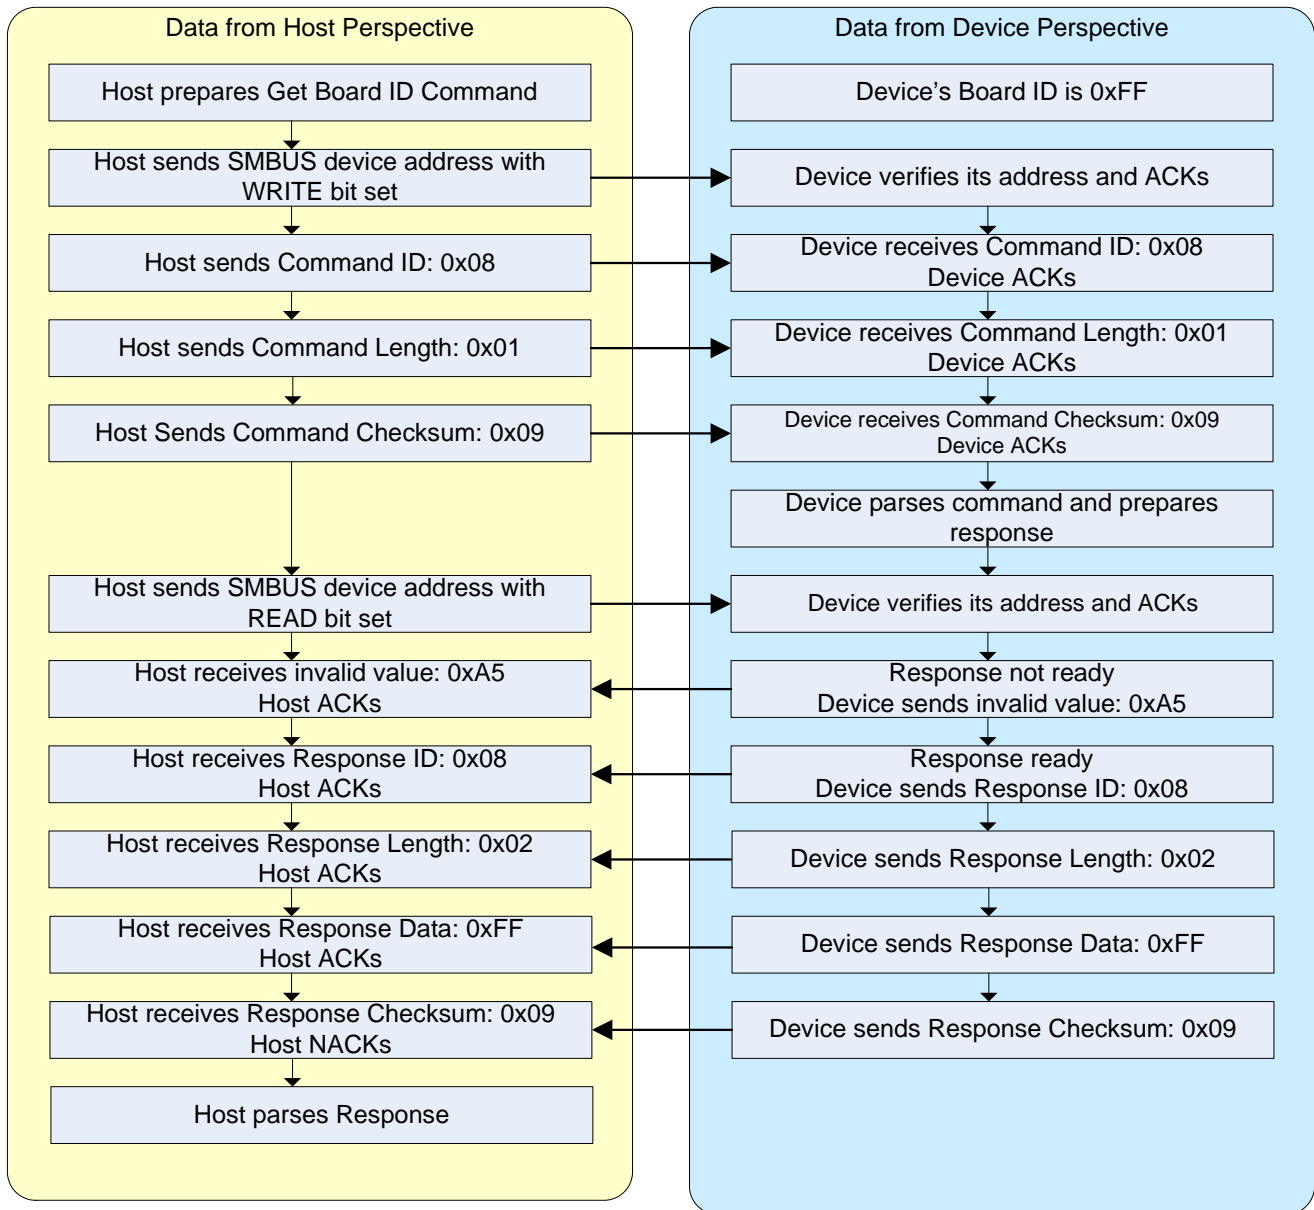 Data from Host Perspective
Host prepares Get Board ID Command
Host sends SMBUS device address with
WRITE bit set
Host sends Command ID: 0x08
Host sends Command Length: 0x01
Host Sends Command Checksum: 0x09
Host sends SMBUS device address with
READ bit set
Host receives invalid value: 0xA5
Host ACKs
Host receives Response ID: 0x08
Host ACKs
Host receives Response Length: 0x02
Host ACKs
Host receives Response Data: 0xFF
Host ACKs
Host receives Response Checksum: 0x09
Host NACKs
Host parses Response
Data from Device Perspective
Device's Board ID is 0xFF
Device verifies its address and ACKs
Device receives Command ID: 0x08
Device ACKs
Device receives Command Length: 0x01
Device ACKs
Device receives Command Checksum: 0x09
Device ACKs
Device parses command and prepares
response
Device verifies its address and ACKs
Response not ready
Device sends invalid value: 0xA5
Response ready
Device sends Response ID: 0x08
Device sends Response Length: 0x02
Device sends Response Data: 0xFF
Device sends Response Checksum: 0x09